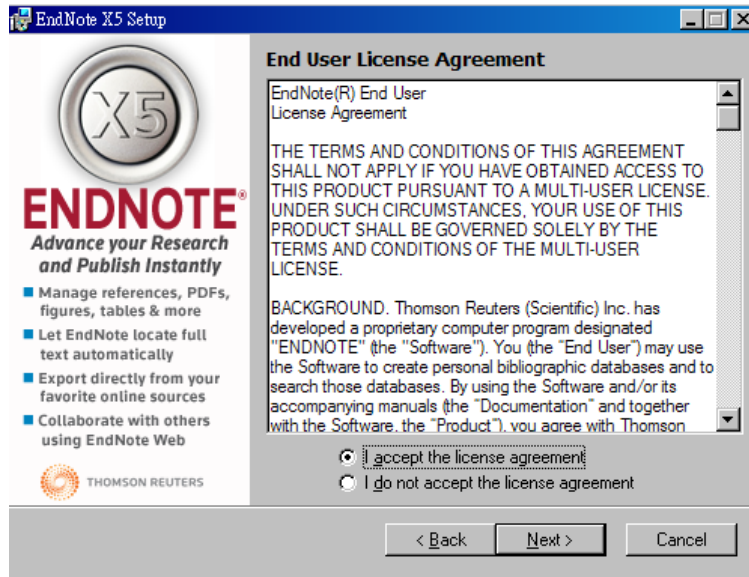 EndNote X5 Setup
X5
ENDNOTE®
Advance your Research
and Publish Instantly
Manage references, PDFs,
figures, tables & more
Let EndNote locate full
text automatically
Export directly from your
favorite online sources
Collaborate with others
using EndNote Web
THOMSON REUTERS
End User License Agreement
EndNote(R) End User
License Agreement
THE TERMS AND CONDITIONS OF THIS AGREEMENT
SHALL NOT APPLY IF YOU HAVE OBTAINED ACCESS TO
THIS PRODUCT PURSUANT TO A MULTI-USER LICENSE.
UNDER SUCH CIRCUMSTANCES, YOUR USE OF THIS
PRODUCT SHALL BE GOVERNED SOLELY BY THE
TERMS AND CONDITIONS OF THE MULTI-USER
LICENSE.
BACKGROUND. Thomson Reuters (Scientific) Inc. has
developed a proprietary computer program designated
"ENDNOTE" (the "Software"). You (the "End User") may use
the Software to create personal bibliographic databases and to
search those databases. By using the Software and/or its
accompanying manuals (the "Documentation" and together
with the Software, the "Product"), you agree with Thomson
I accept the license agreement
I do not accept the license agreement
< Back
Next >
Cancel